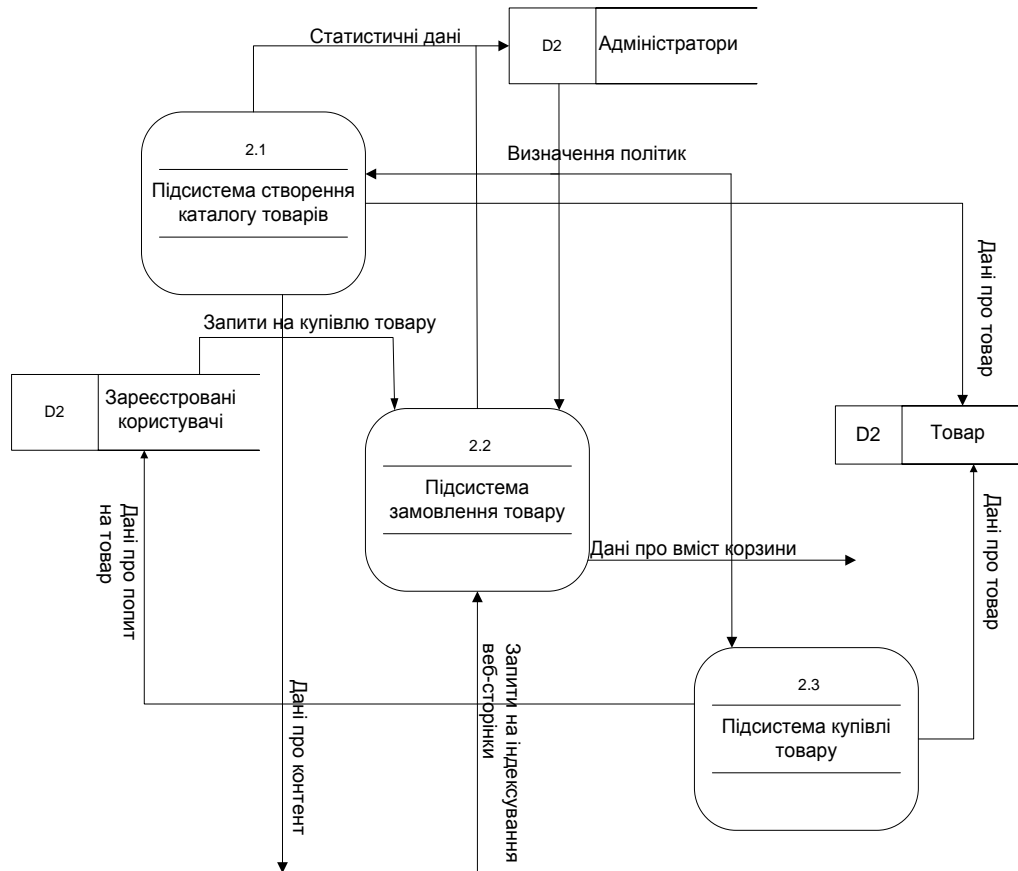 Статистичні дані
D2
Адміністратори
2.1
Підсистема створення
каталогу товарів
Визначення політик
Дані про товар
Запити на купівлю товару
D2
Зареєстровані
користувачі
2.2
Підсистема
замовлення товару
D2
Товар
Дані про попит
на товар
Дані про вміст корзини
Дані про товар
Запити на індексування
веб-сторінки
2.3
Підсистема купівлі
товару
Дані про контент